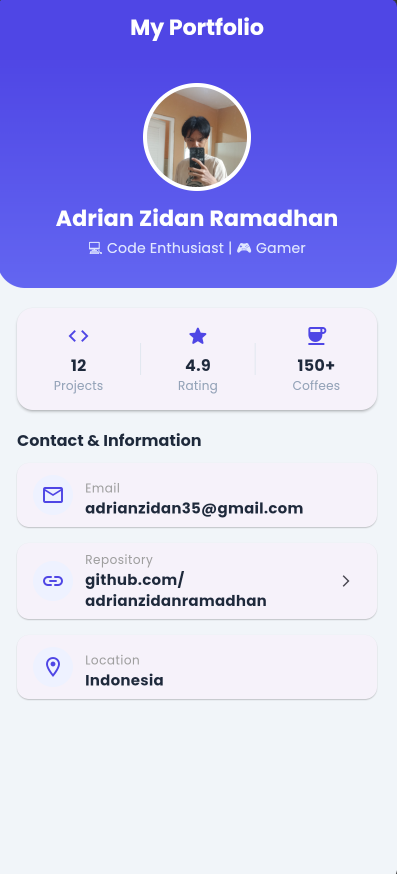 My Portfolio
Adrian Zidan Ramadhan
💻 Code Enthusiast | 🎮 Gamer
12
Projects
4.9
Rating
150+
Coffees
Contact & Information
Email
adrianzidan35@gmail.com
Repository
github.com/
adrianzidanramadhan
Location
Indonesia